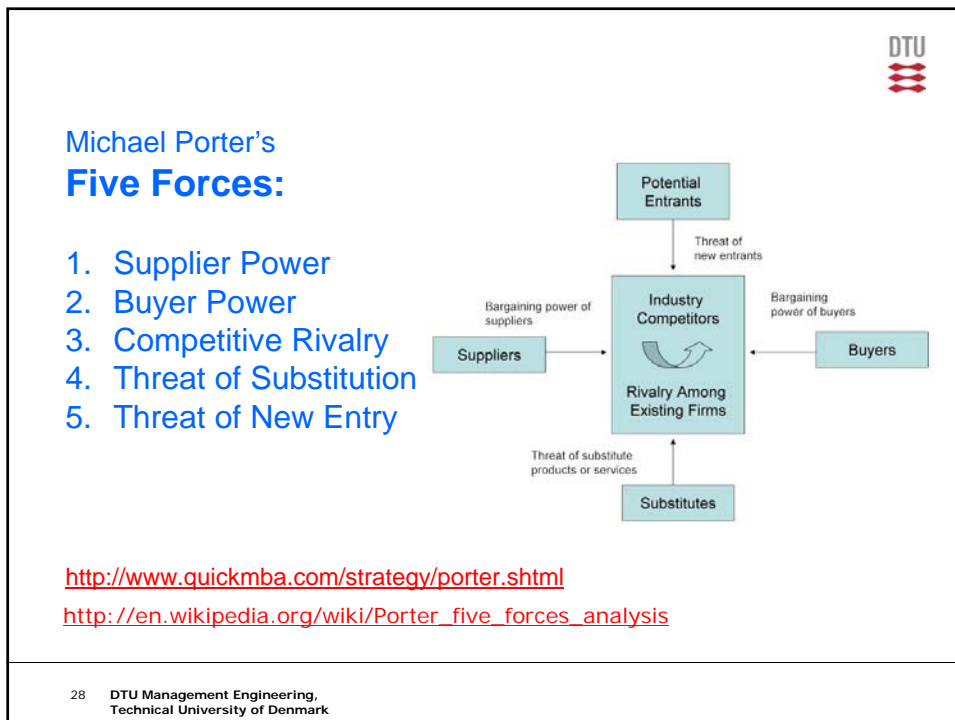 DTU
Michael Porter’s
Five Forces:
1. Supplier Power
2. Buyer Power
3. Competitive Rivalry
4. Threat of Substitution
5. Threat of New Entry
Potential
Entrants
Threat of
new entrants
Bargaining power of
suppliers
Suppliers
Industry
Competitors
Rivalry Among
Existing Firms
Bargaining
power of buyers
Buyers
Threat of substitute
products or services
Substitutes
http://www.quickmba.com/strategy/porter.shtml
http://en.wikipedia.org/wiki/Porter_five_forces_analysis
28 DTU Management Engineering,
Technical University of Denmark